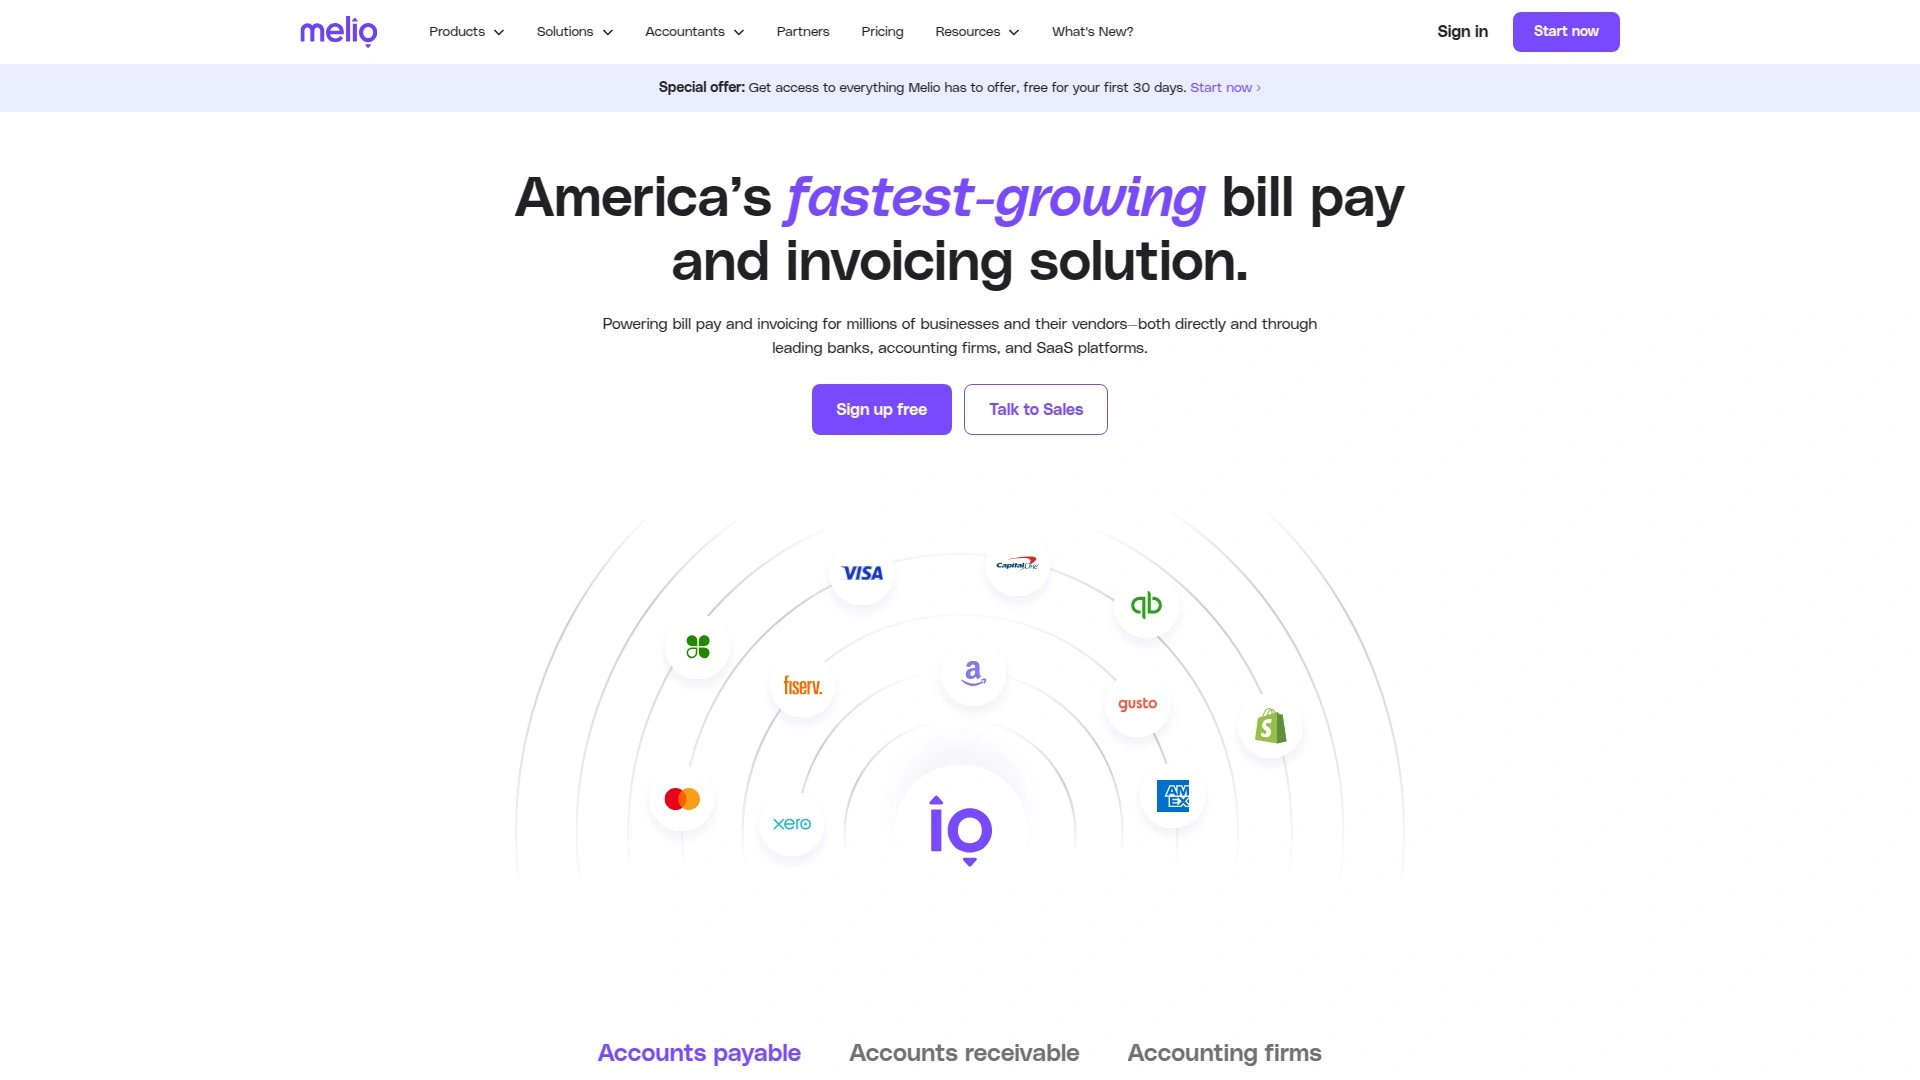 melio
Products
Solutions
Accountants
Partners
Pricing
Resources
What's New?
Sign in
Start now
Special offer: Get access to everything Melio has to offer, free for your first 30 days. Start now ›
America’s fastest-growing bill pay
and invoicing solution.
Powering bill pay and invoicing for millions of businesses and their vendors—both directly and through
leading banks, accounting firms, and SaaS platforms.
Sign up free
Talk to Sales
VISA
Capital One
qb
fiserv.
a
gusto
S
AM
EX
xero
io
Accounts payable
Accounts receivable
Accounting firms